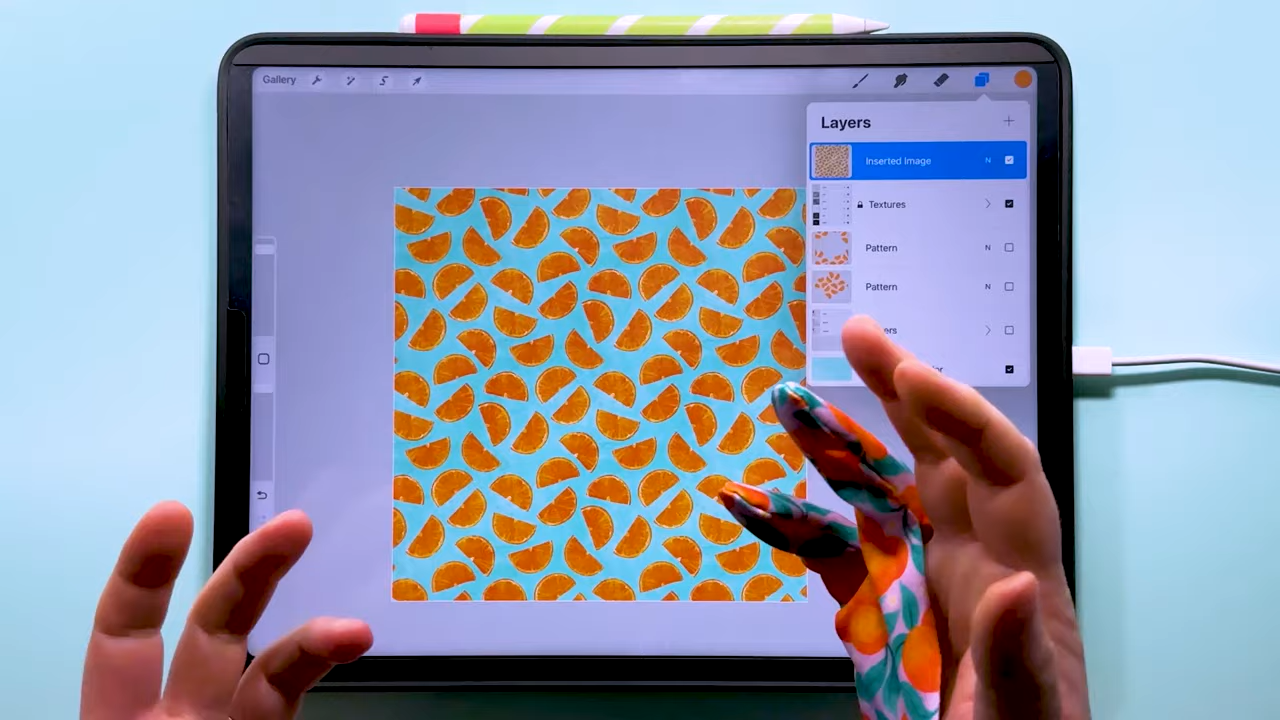 Gallery
Layers
Inserted Image N
Textures
Pattern N
Pattern N